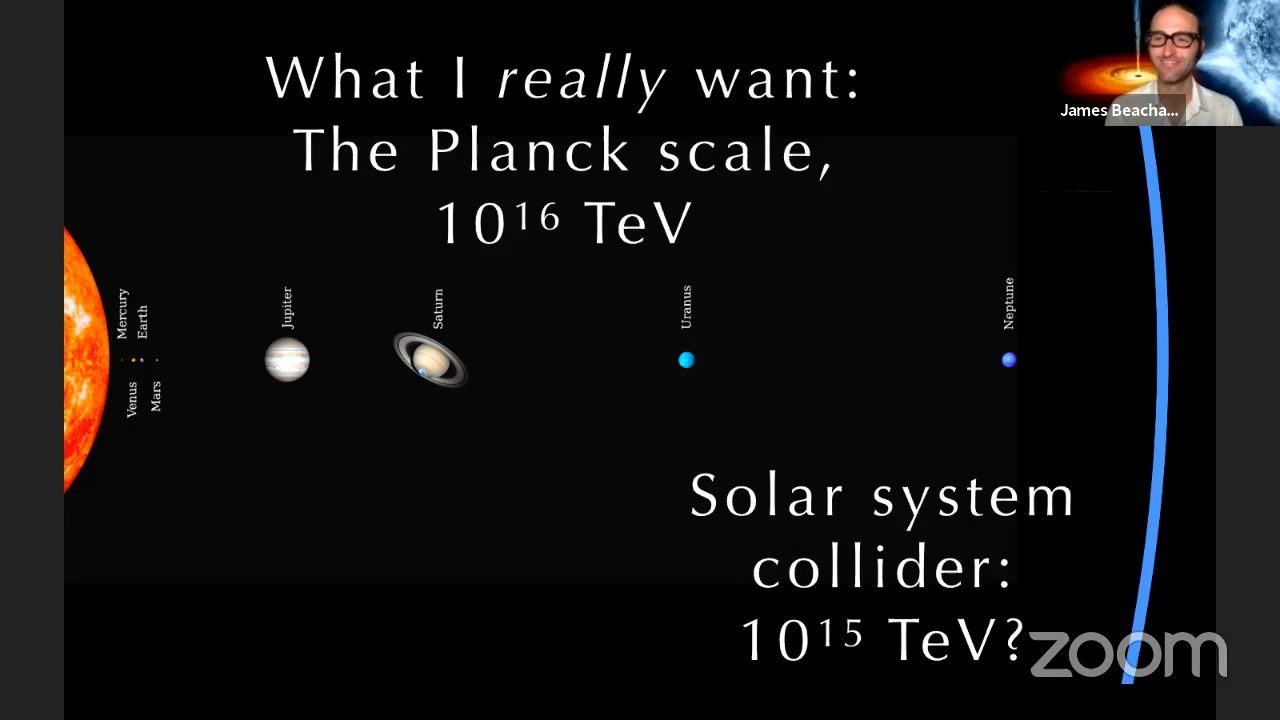 What I really want:
The Planck scale,
10¹⁶ TeV
James Beacha...
Mercury
Earth
Venus
Mars
Jupiter
Saturn
Uranus
Neptune
Solar system
collider:
10¹⁵ TeV?
zoom